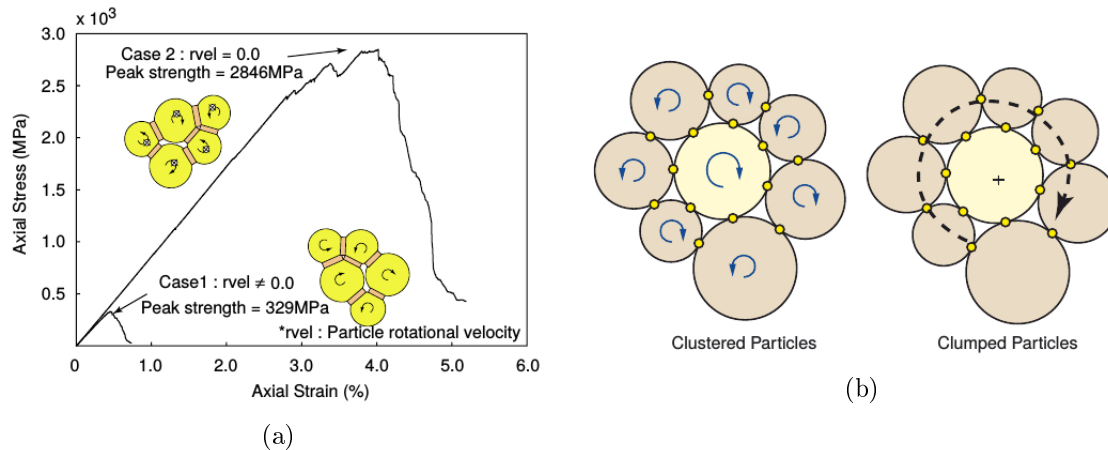 x 10³
3.0
2.5
2.0
1.5
1.0
0.5
1.0
2.0
3.0
4.0
5.0
6.0
Axial Stress (MPa)
Axial Strain (%)
Case 2 : rvel = 0.0
Peak strength = 2846MPa
Case1 : rvel ≠ 0.0
Peak strength = 329MPa
*rvel : Particle rotational velocity
(a)
Clustered Particles
Clumped Particles
(b)